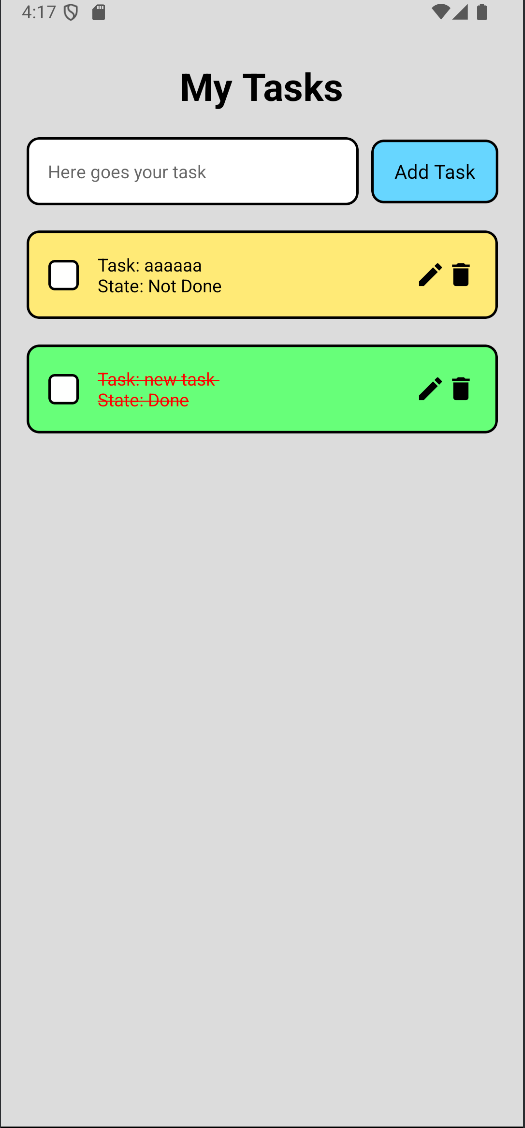 4:17
My Tasks
Here goes your task
Add Task
Task: aaaaaa
State: Not Done
Task: new task
State: Done